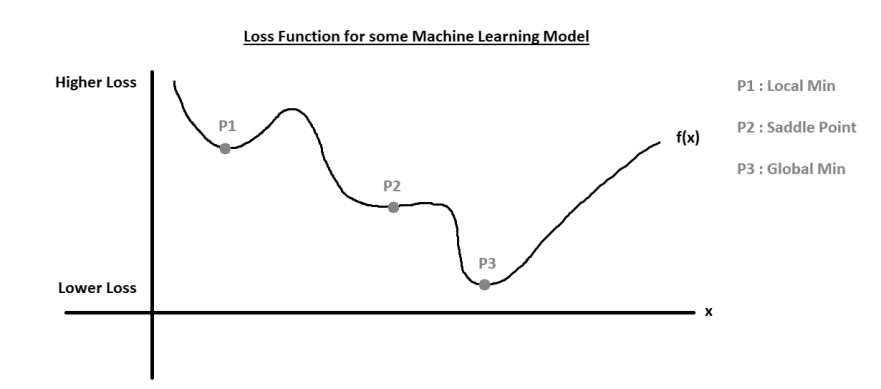 Loss Function for some Machine Learning Model
Higher Loss
P1 : Local Min
P1
P2 : Saddle Point
f(x)
P3 : Global Min
P2
P3
Lower Loss
x